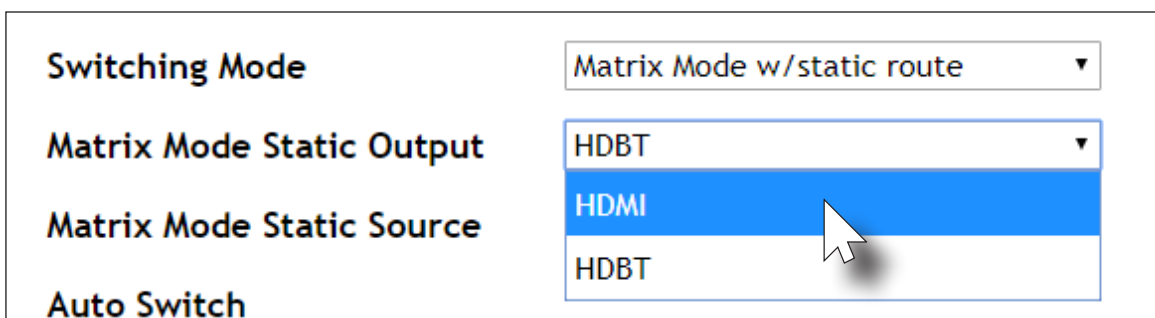 Switching Mode Matrix Mode w/static route
Matrix Mode Static Output HDBT
HDMI
Matrix Mode Static Source
HDBT
Auto Switch